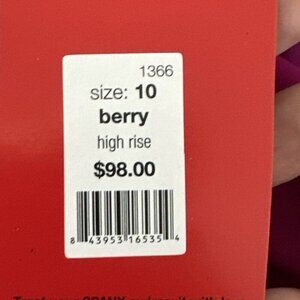 1366
size: 10
berry
high rise
$98.00
8 43953 16535 4